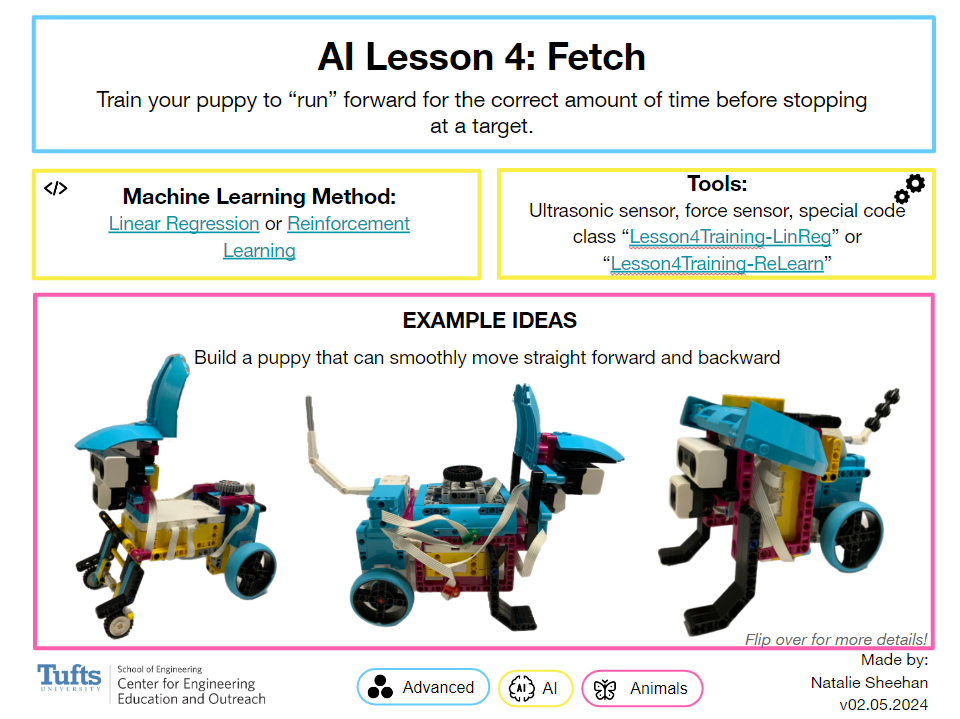 AI Lesson 4: Fetch
Train your puppy to “run” forward for the correct amount of time before stopping
at a target.
</>
Machine Learning Method:
Linear Regression or Reinforcement
Learning
Tools:
Ultrasonic sensor, force sensor, special code
class “Lesson4Training-LinReg” or
“Lesson4Training-ReLearn”
EXAMPLE IDEAS
Build a puppy that can smoothly move straight forward and backward
Flip over for more details!
Tufts
UNIVERSITY
School of Engineering
Center for Engineering
Education and Outreach
Advanced
AI
AI
Animals
Made by:
Natalie Sheehan
v02.05.2024